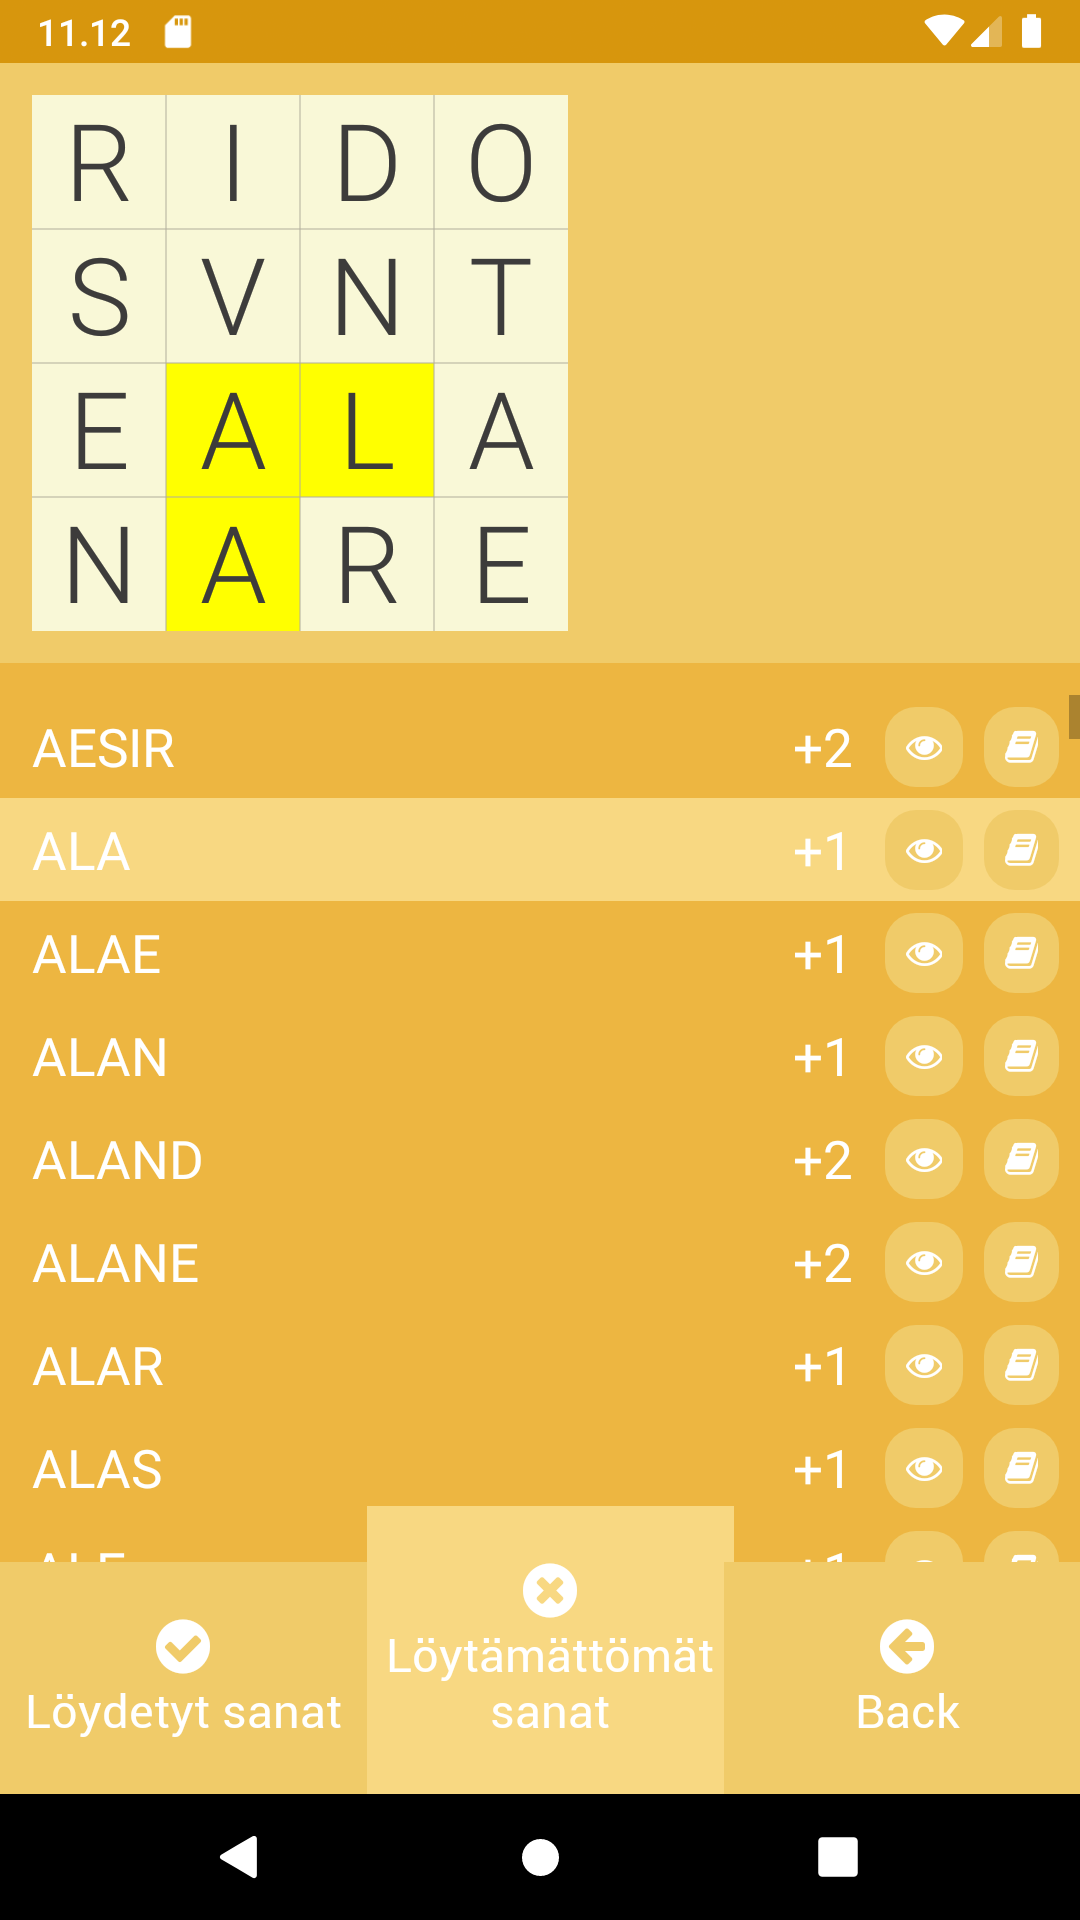 11.12
R I D O
S V N T
E A L A
N A R E
AESIR +2
ALA +1
ALAE +1
ALAN +1
ALAND +2
ALANE +2
ALAR +1
ALAS +1
Löydetyt sanat
Löytämättömät
sanat
Back